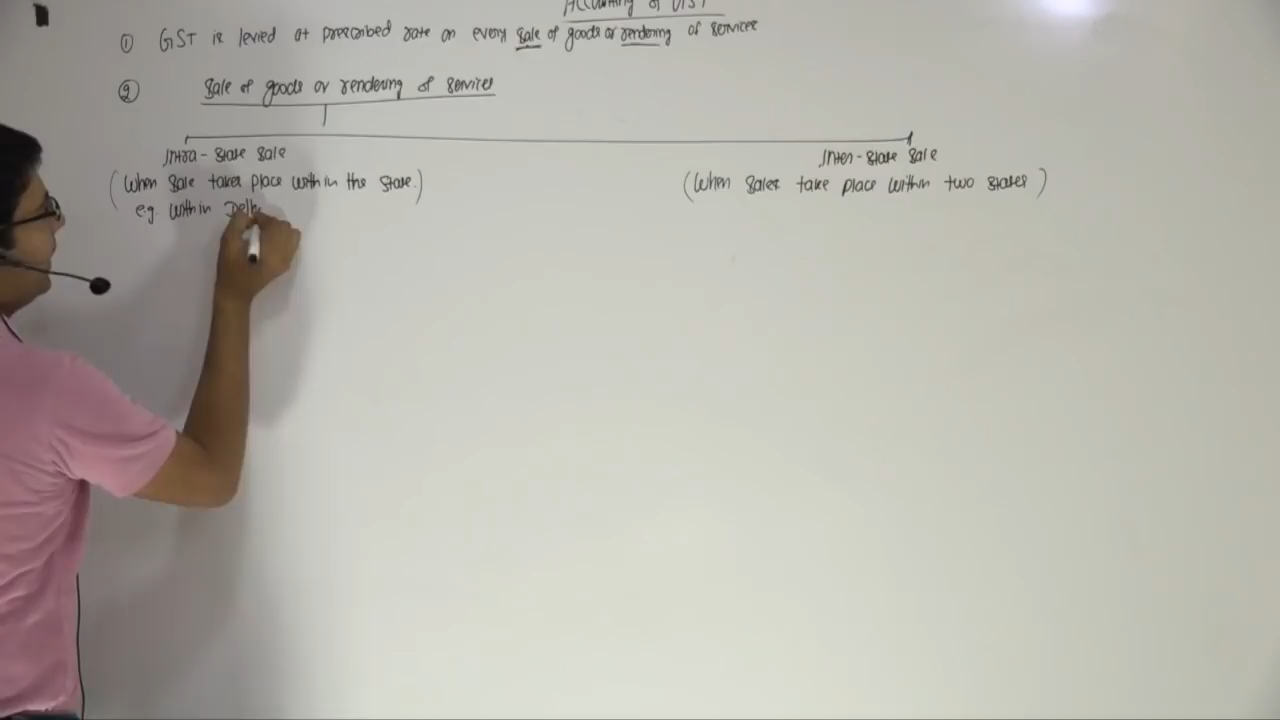 Accounting of GST
① GST is levied at prescribed rate on every sale of goods or rendering of services
② Sale of goods or rendering of services
Intra-State Sale
(When Sale takes place within the State.)
e.g. within Delhi
Inter-State Sale
(When Sales take place within two states)